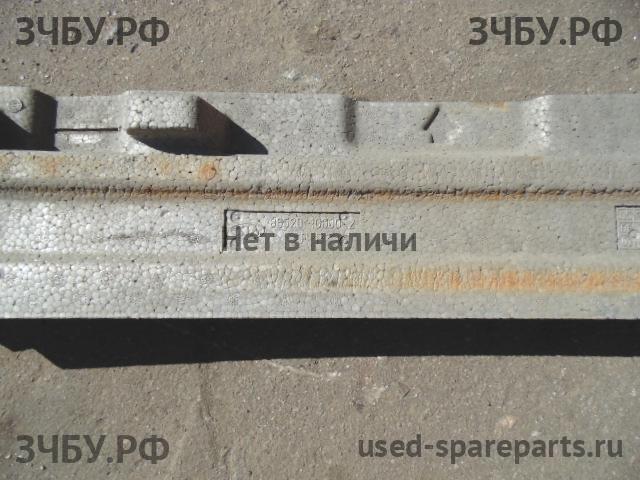 ЗЧБУ.РФ ЗЧБУ.РФ
Нет в наличи
ЗЧБУ.РФ used-spareparts.ru